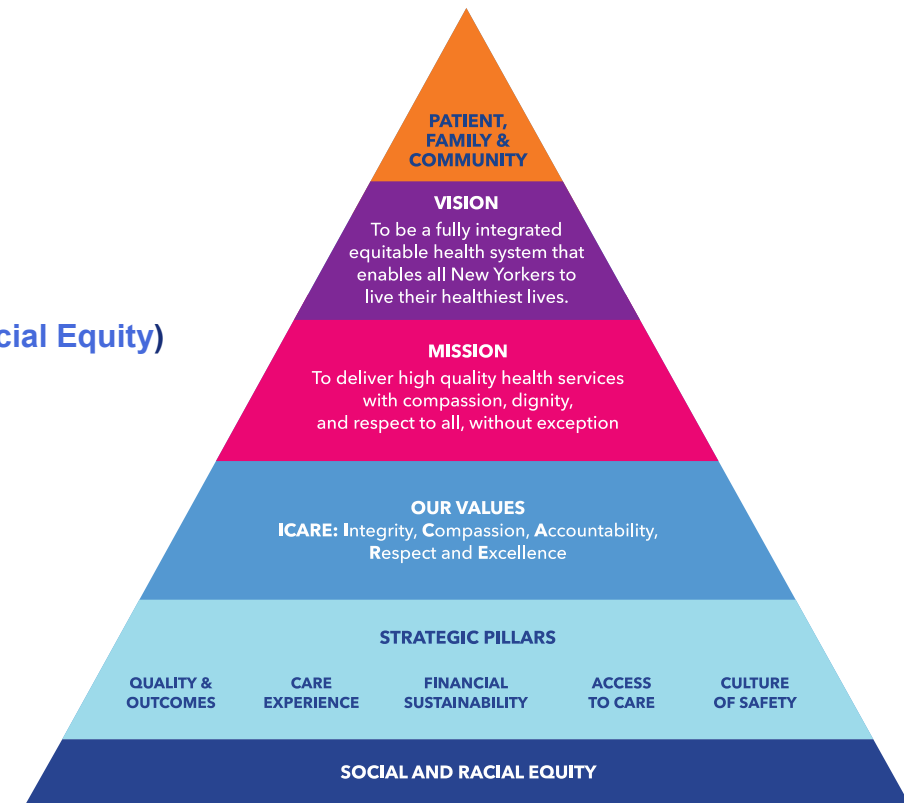 PATIENT,
FAMILY &
COMMUNITY
VISION
To be a fully integrated
equitable health system that
enables all New Yorkers to
live their healthiest lives.
cial Equity)
MISSION
To deliver high quality health services
with compassion, dignity,
and respect to all, without exception
OUR VALUES
ICARE: Integrity, Compassion, Accountability,
Respect and Excellence
STRATEGIC PILLARS
QUALITY & OUTCOMES
CARE EXPERIENCE
FINANCIAL SUSTAINABILITY
ACCESS TO CARE
CULTURE OF SAFETY
SOCIAL AND RACIAL EQUITY